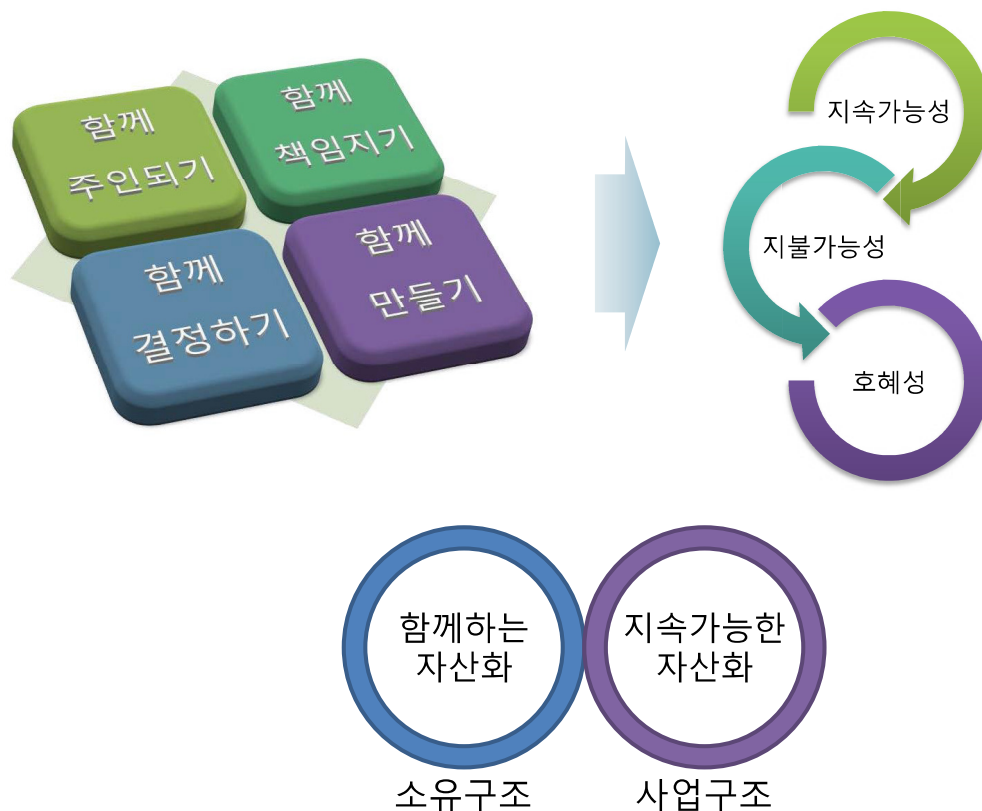 함께
주인되기
함께
책임지기
함께
결정하기
함께
만들기
지속가능성
지불가능성
호혜성
함께하는
자산화
소유구조
지속가능한
자산화
사업구조